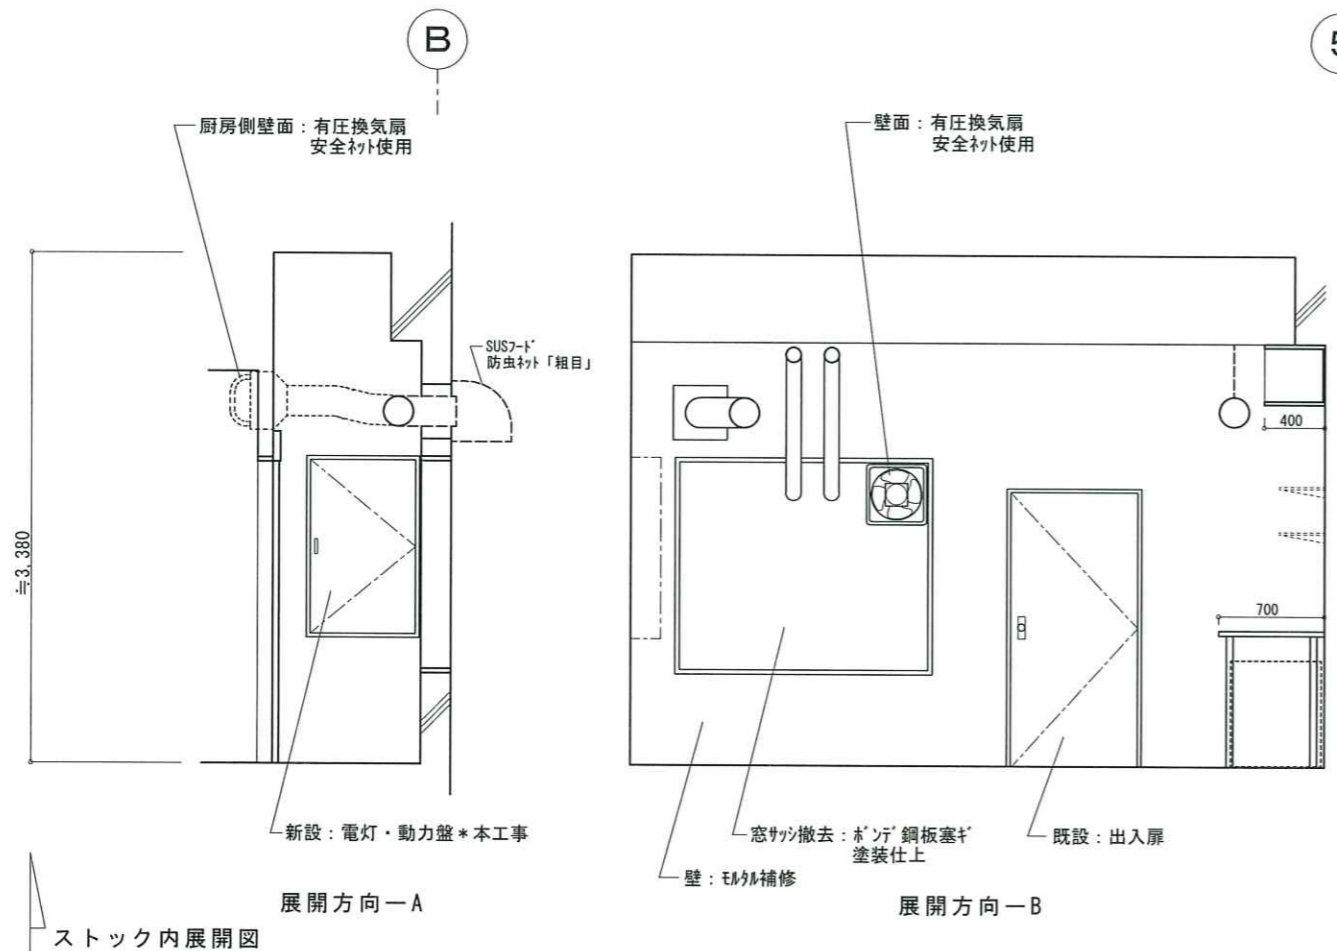 B
5
厨房側壁面：有圧換気扇
安全ﾈｯﾄ使用
壁面：有圧換気扇
安全ﾈｯﾄ使用
SUSﾌｰﾄﾞ
防虫ﾈｯﾄ「粗目」
400
≒3,380
700
新設：電灯・動力盤＊本工事
窓ｻｯｼ撤去：ﾎﾞﾝﾃﾞ鋼板塞ｷﾞ
塗装仕上
既設：出入扉
壁：ﾓﾙﾀﾙ補修
展開方向ーA
展開方向ーB
ストック内展開図